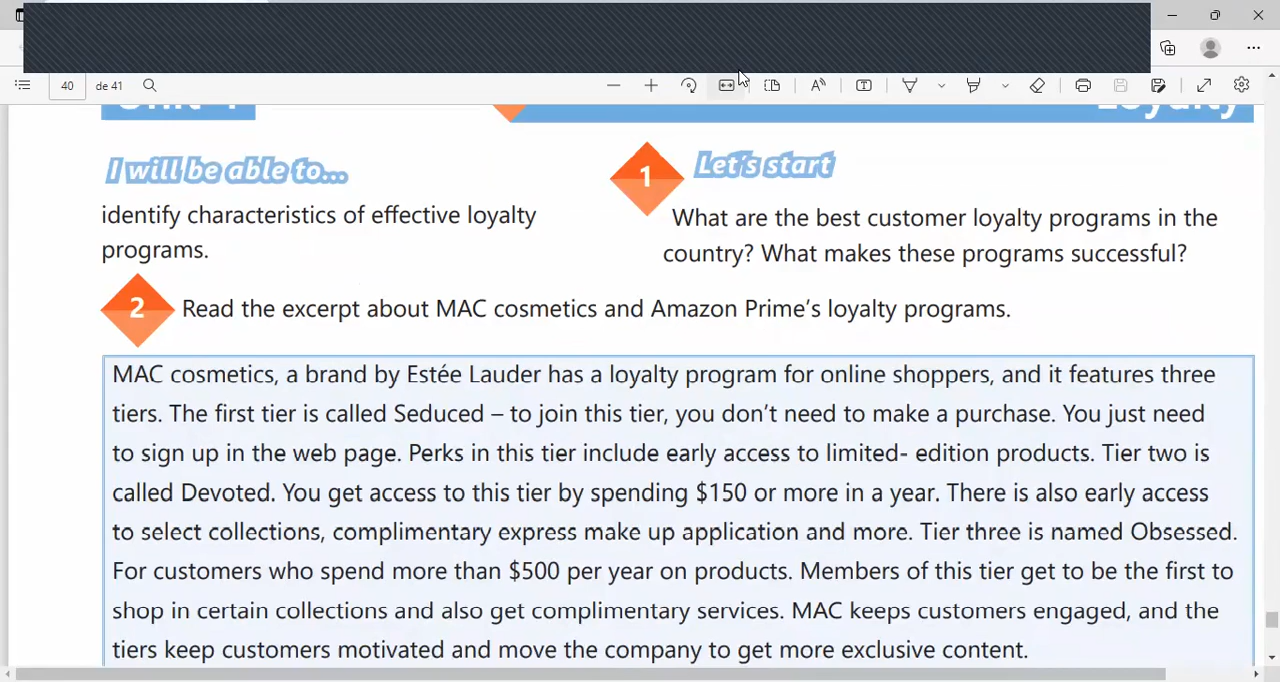 40 de 41
Loyalty
I will be able to...
identify characteristics of effective loyalty
programs.
1
Let's start
What are the best customer loyalty programs in the
country? What makes these programs successful?
2
Read the excerpt about MAC cosmetics and Amazon Prime's loyalty programs.
MAC cosmetics, a brand by Estée Lauder has a loyalty program for online shoppers, and it features three
tiers. The first tier is called Seduced – to join this tier, you don't need to make a purchase. You just need
to sign up in the web page. Perks in this tier include early access to limited- edition products. Tier two is
called Devoted. You get access to this tier by spending $150 or more in a year. There is also early access
to select collections, complimentary express make up application and more. Tier three is named Obsessed.
For customers who spend more than $500 per year on products. Members of this tier get to be the first to
shop in certain collections and also get complimentary services. MAC keeps customers engaged, and the
tiers keep customers motivated and move the company to get more exclusive content.